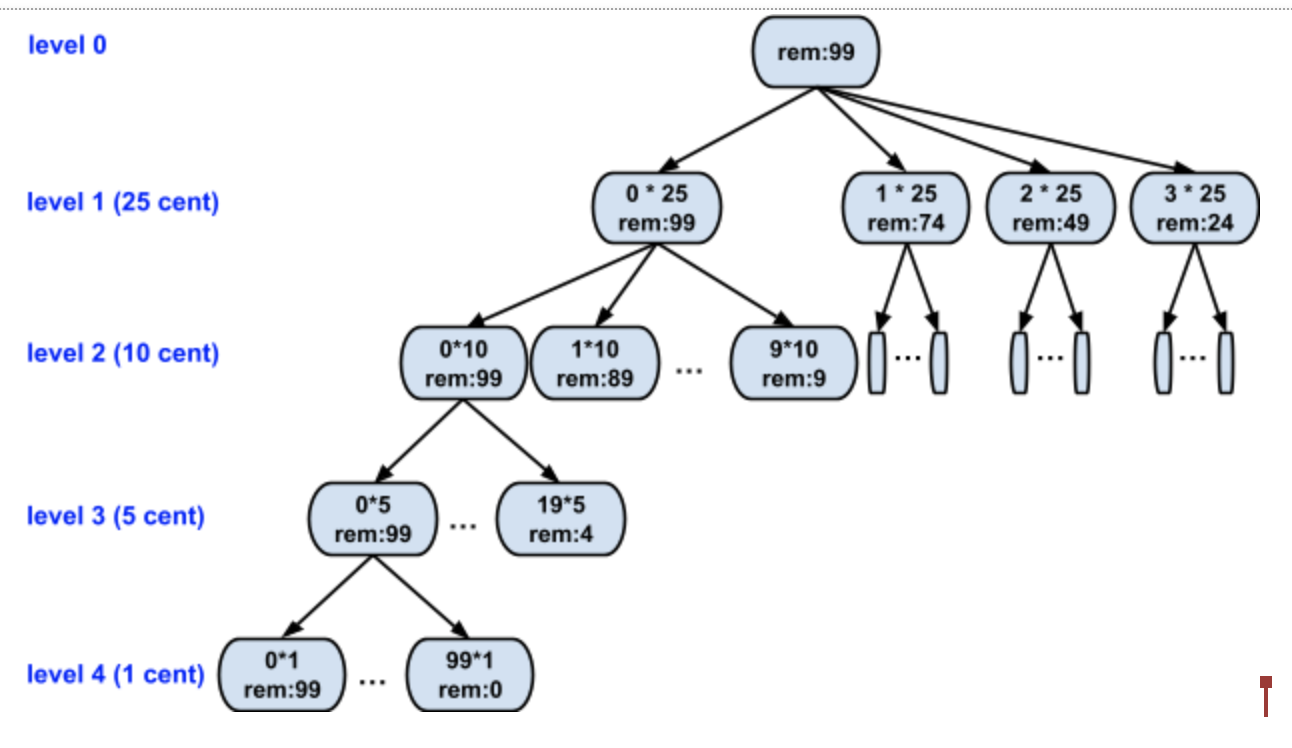 level 0
rem:99
level 1 (25 cent)
0 * 25
rem:99
1 * 25
rem:74
2 * 25
rem:49
3 * 25
rem:24
level 2 (10 cent)
0*10
rem:99
1*10
rem:89
...
9*10
rem:9
...
...
...
level 3 (5 cent)
0*5
rem:99
...
19*5
rem:4
level 4 (1 cent)
0*1
rem:99
...
99*1
rem:0